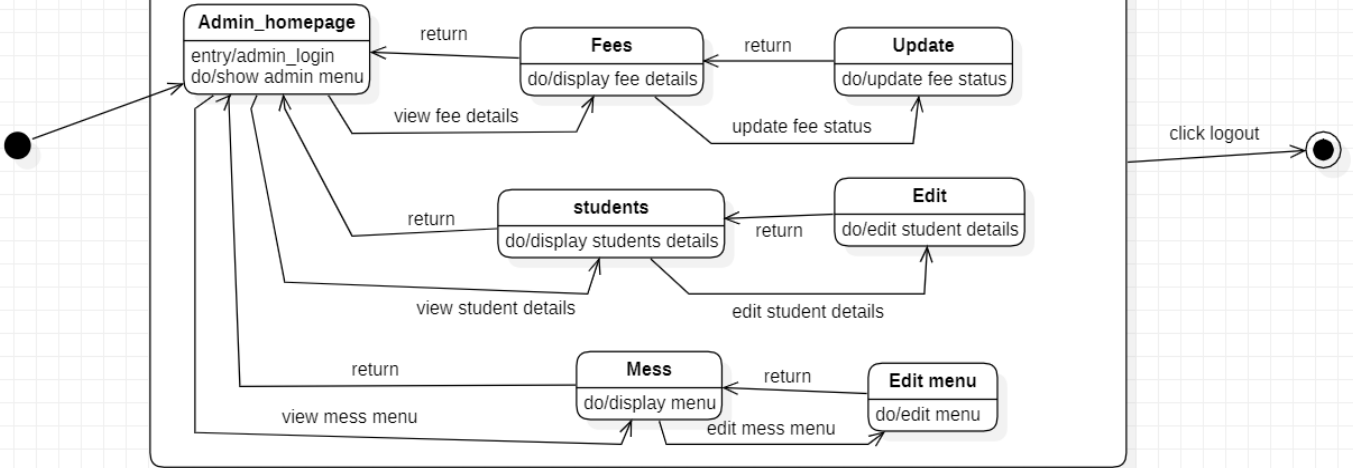 Admin_homepage
entry/admin_login
do/show admin menu
return
Fees
do/display fee details
return
Update
do/update fee status
view fee details
update fee status
click logout
return
students
do/display students details
return
Edit
do/edit student details
view student details
edit student details
return
Mess
do/display menu
return
Edit menu
do/edit menu
view mess menu
edit mess menu